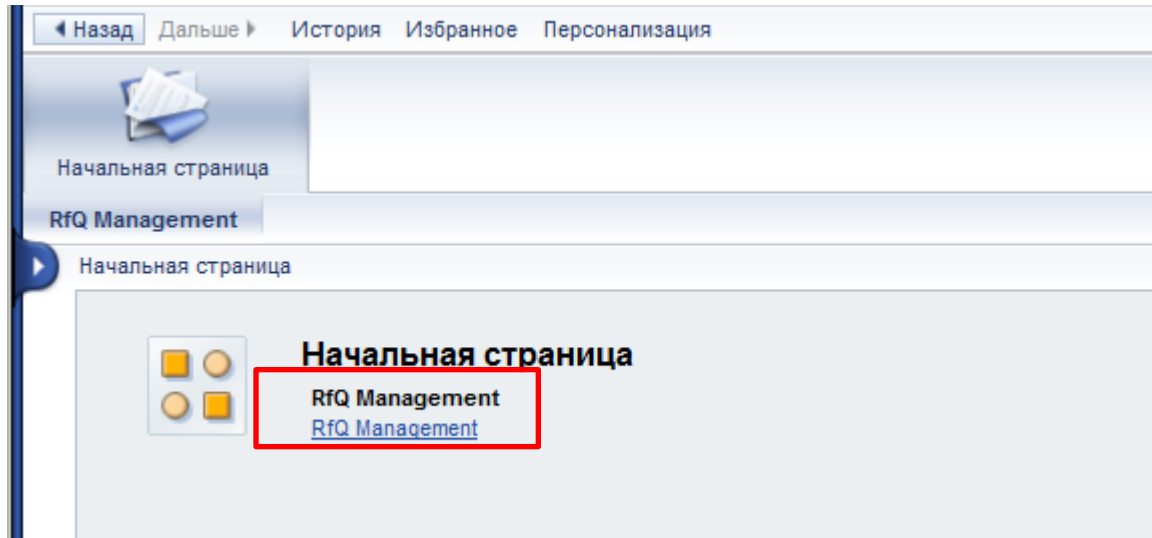 Назад Дальше История Избранное Персонализация
Начальная страница
RfQ Management
Начальная страница
Начальная страница
RfQ Management
RfQ Management